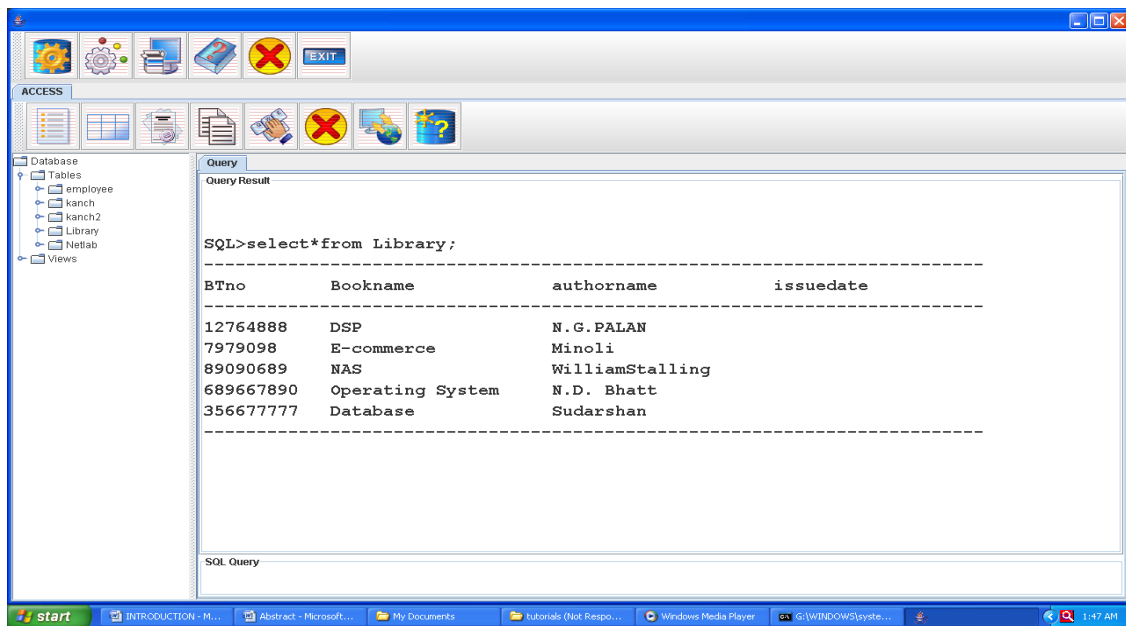 EXIT
ACCESS
Database
Tables
employee
kanch
kanch2
Library
Netlab
Views
Query
Query Result
SQL>select*from Library;
BTno Bookname authorname issuedate
12764888 DSP N.G.PALAN
7979098 E-commerce Minoli
89090689 NAS WilliamStalling
689667890 Operating System N.D. Bhatt
356677777 Database Sudarshan
SQL Query
start INTRODUCTION - M... Abstract - Microsoft... My Documents tutorials (Not Respo... Windows Media Player G:\WINDOWS\syste... 1:47 AM